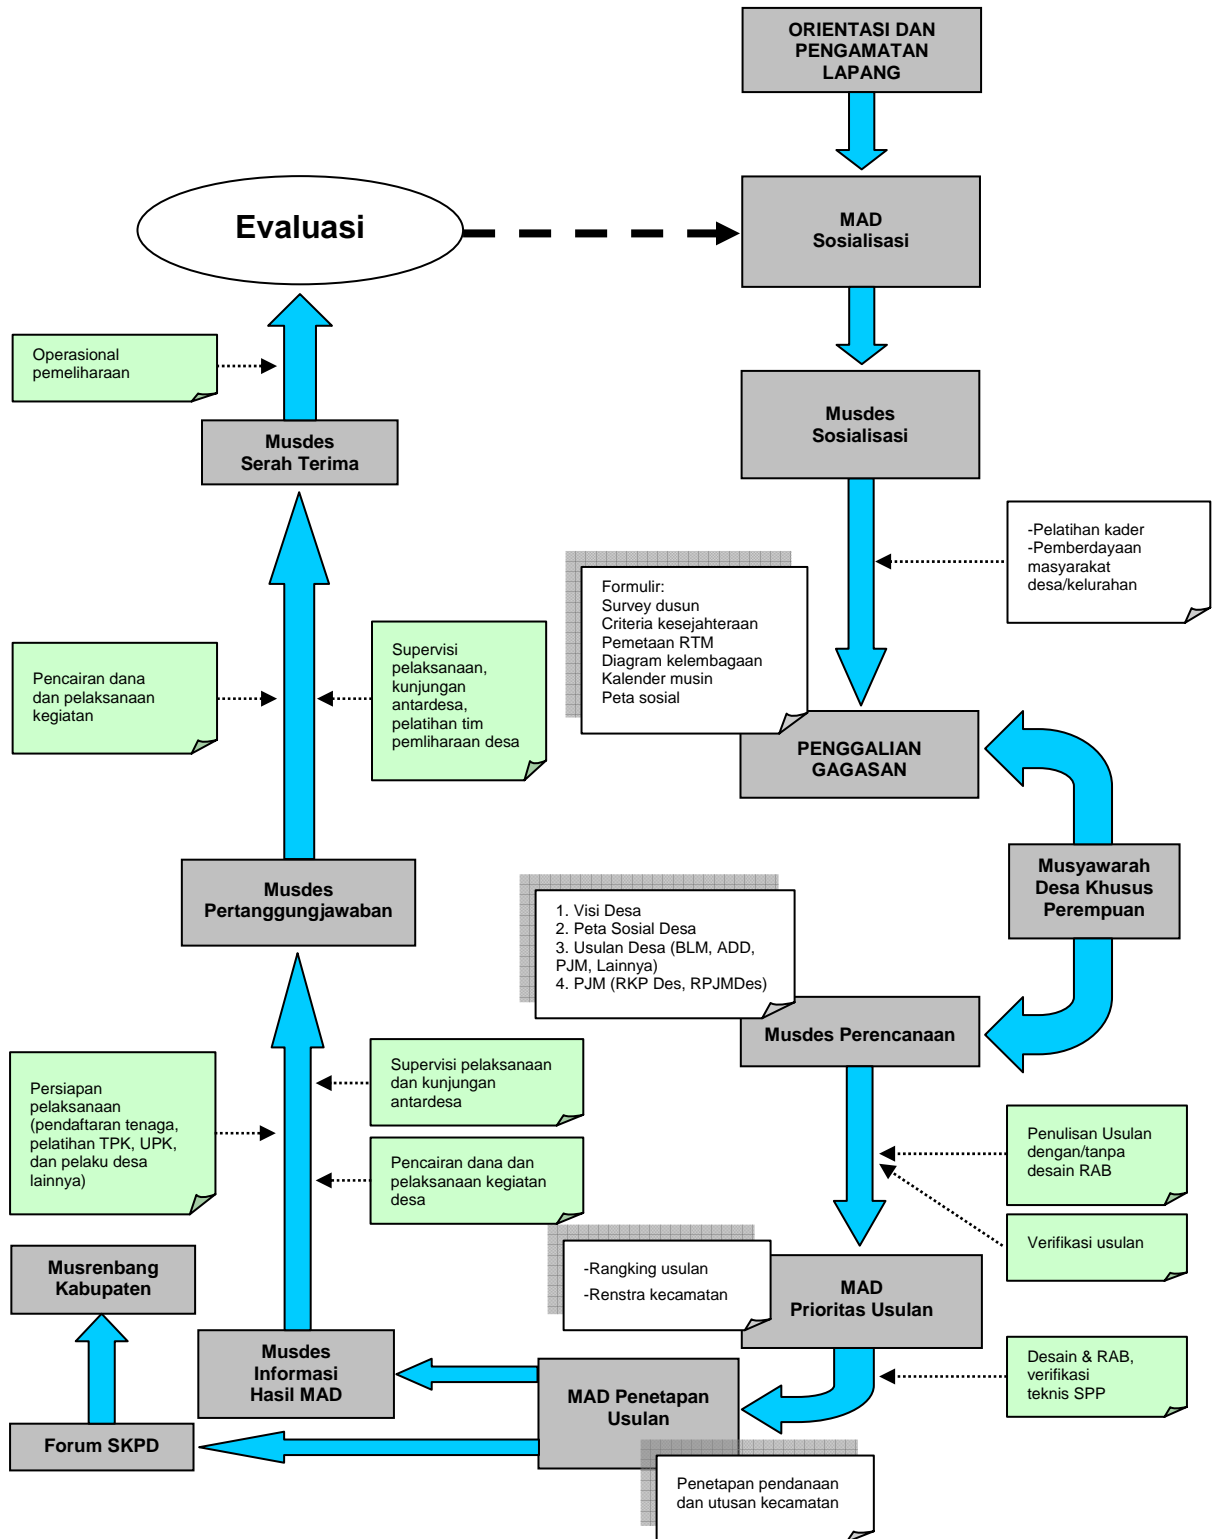 ORIENTASI DAN
PENGAMATAN
LAPANG
MAD
Sosialisasi
Evaluasi
Operasional
pemeliharaan
Musdes
Sosialisasi
Musdes
Serah Terima
-Pelatihan kader
-Pemberdayaan
masyarakat
desa/kelurahan
Formulir:
Survey dusun
Criteria kesejahteraan
Pemetaan RTM
Diagram kelembagaan
Kalender musin
Peta sosial
Supervisi
pelaksanaan,
kunjungan
antardesa,
pelatihan tim
pemliharaan desa
Pencairan dana
dan pelaksanaan
kegiatan
PENGGALIAN
GAGASAN
Musyawarah
Desa Khusus
Perempuan
Musdes
Pertanggungjawaban
1. Visi Desa
2. Peta Sosial Desa
3. Usulan Desa (BLM, ADD,
PJM, Lainnya)
4. PJM (RKP Des, RPJMDes)
Musdes Perencanaan
Supervisi pelaksanaan
dan kunjungan
antardesa
Persiapan
pelaksanaan
(pendaftaran tenaga,
pelatihan TPK, UPK,
dan pelaku desa
lainnya)
Pencairan dana dan
pelaksanaan kegiatan
desa
Penulisan Usulan
dengan/tanpa
desain RAB
Verifikasi usulan
Musrenbang
Kabupaten
-Rangking usulan
-Renstra kecamatan
MAD
Prioritas Usulan
Musdes
Informasi
Hasil MAD
MAD Penetapan
Usulan
Desain & RAB,
verifikasi
teknis SPP
Forum SKPD
Penetapan pendanaan
dan utusan kecamatan